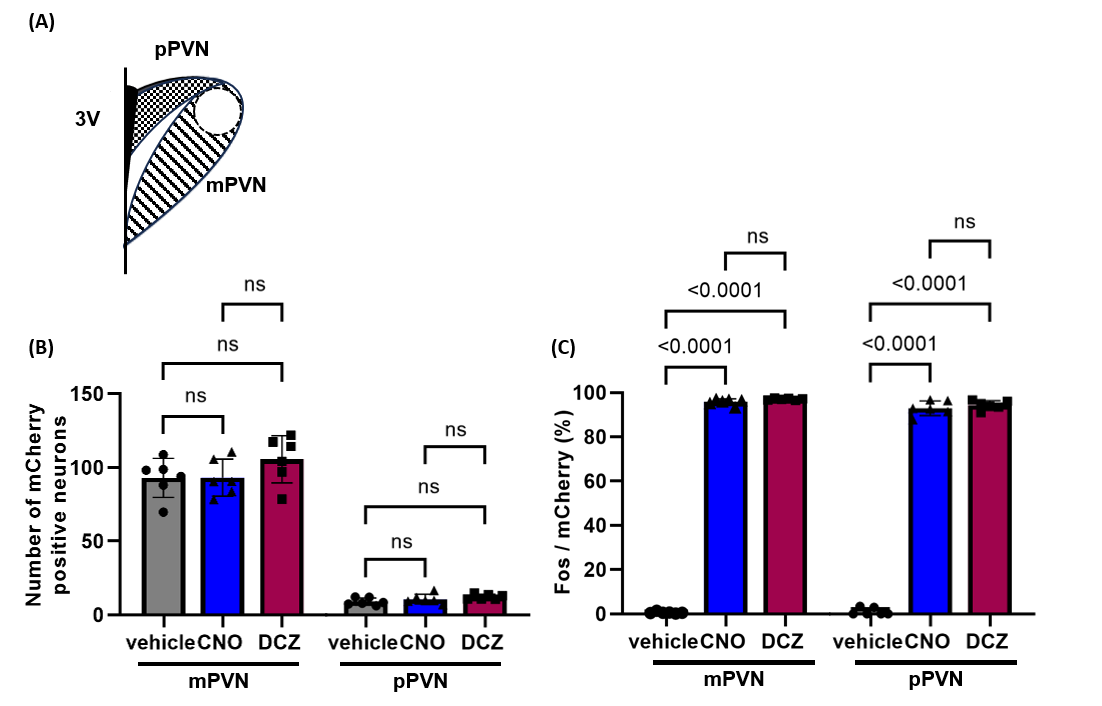 (A)
pPVN
3V
mPVN
(B)
Number of mCherry
positive neurons
150
100
50
0
ns
ns
ns
ns
ns
ns
vehicle CNO DCZ
vehicle CNO DCZ
mPVN
pPVN
(C)
Fos / mCherry (%)
100
80
60
40
20
0
ns
<0.0001
<0.0001
ns
<0.0001
<0.0001
vehicle CNO DCZ
vehicle CNO DCZ
mPVN
pPVN